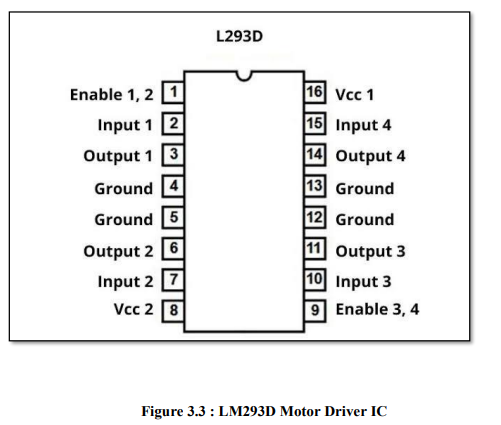 L293D
Enable 1, 2 1 16 Vcc 1
Input 1 2 15 Input 4
Output 1 3 14 Output 4
Ground 4 13 Ground
Ground 5 12 Ground
Output 2 6 11 Output 3
Input 2 7 10 Input 3
Vcc 2 8 9 Enable 3, 4
Figure 3.3 : LM293D Motor Driver IC